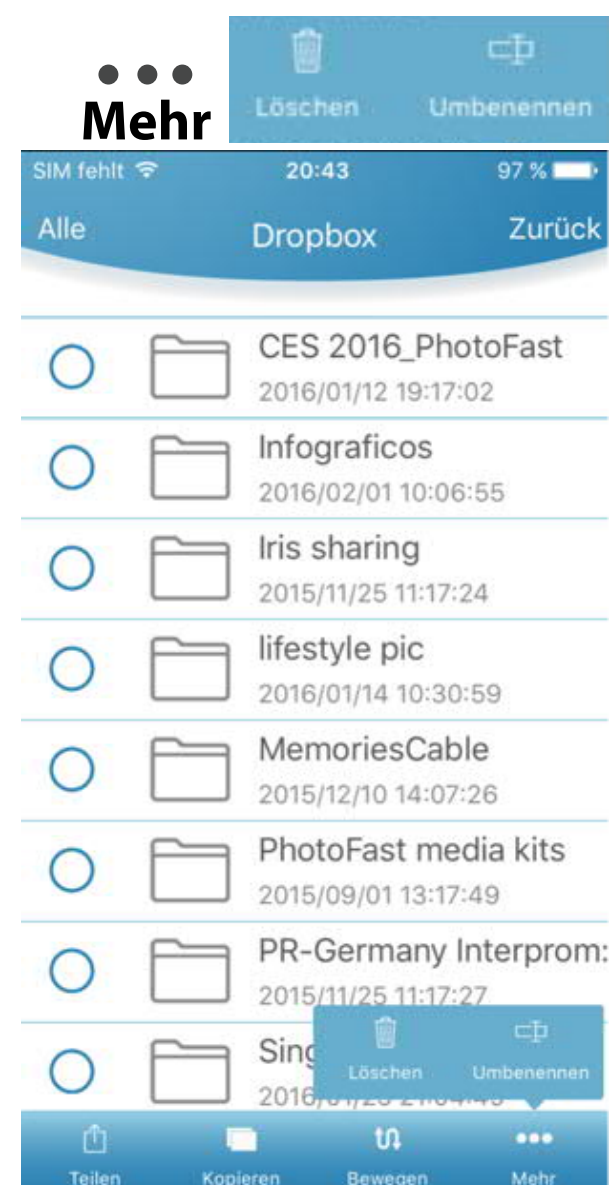 Mehr
Löschen Umbenennen
SIM fehlt 20:43 97 %
Alle Dropbox Zurück
CES 2016_PhotoFast
2016/01/12 19:17:02
Infograficos
2016/02/01 10:06:55
Iris sharing
2015/11/25 11:17:24
lifestyle pic
2016/01/14 10:30:59
MemoriesCable
2015/12/10 14:07:26
PhotoFast media kits
2015/09/01 13:17:49
PR-Germany Interprom:
2015/11/25 11:17:27
Sing
2016
Löschen Umbenennen
Teilen Kopieren Bewegen Mehr